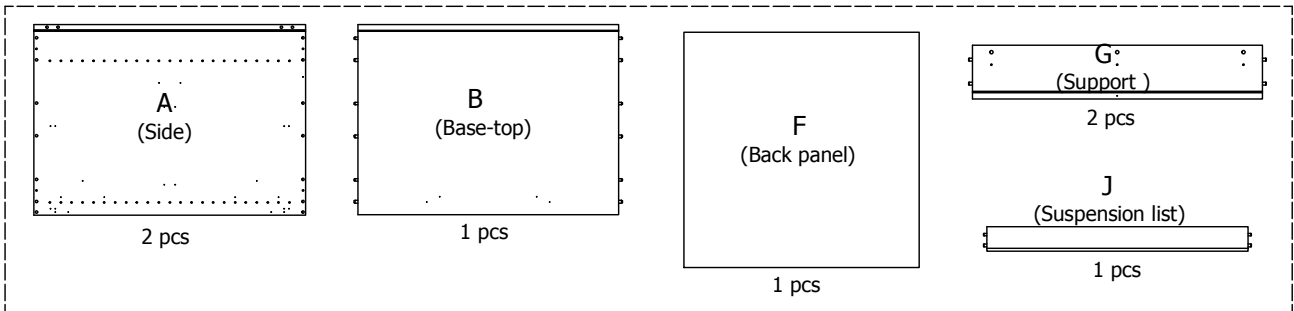 A
(Side)
2 pcs
B
(Base-top)
1 pcs
F
(Back panel)
1 pcs
G
(Support )
2 pcs
J
(Suspension list)
1 pcs